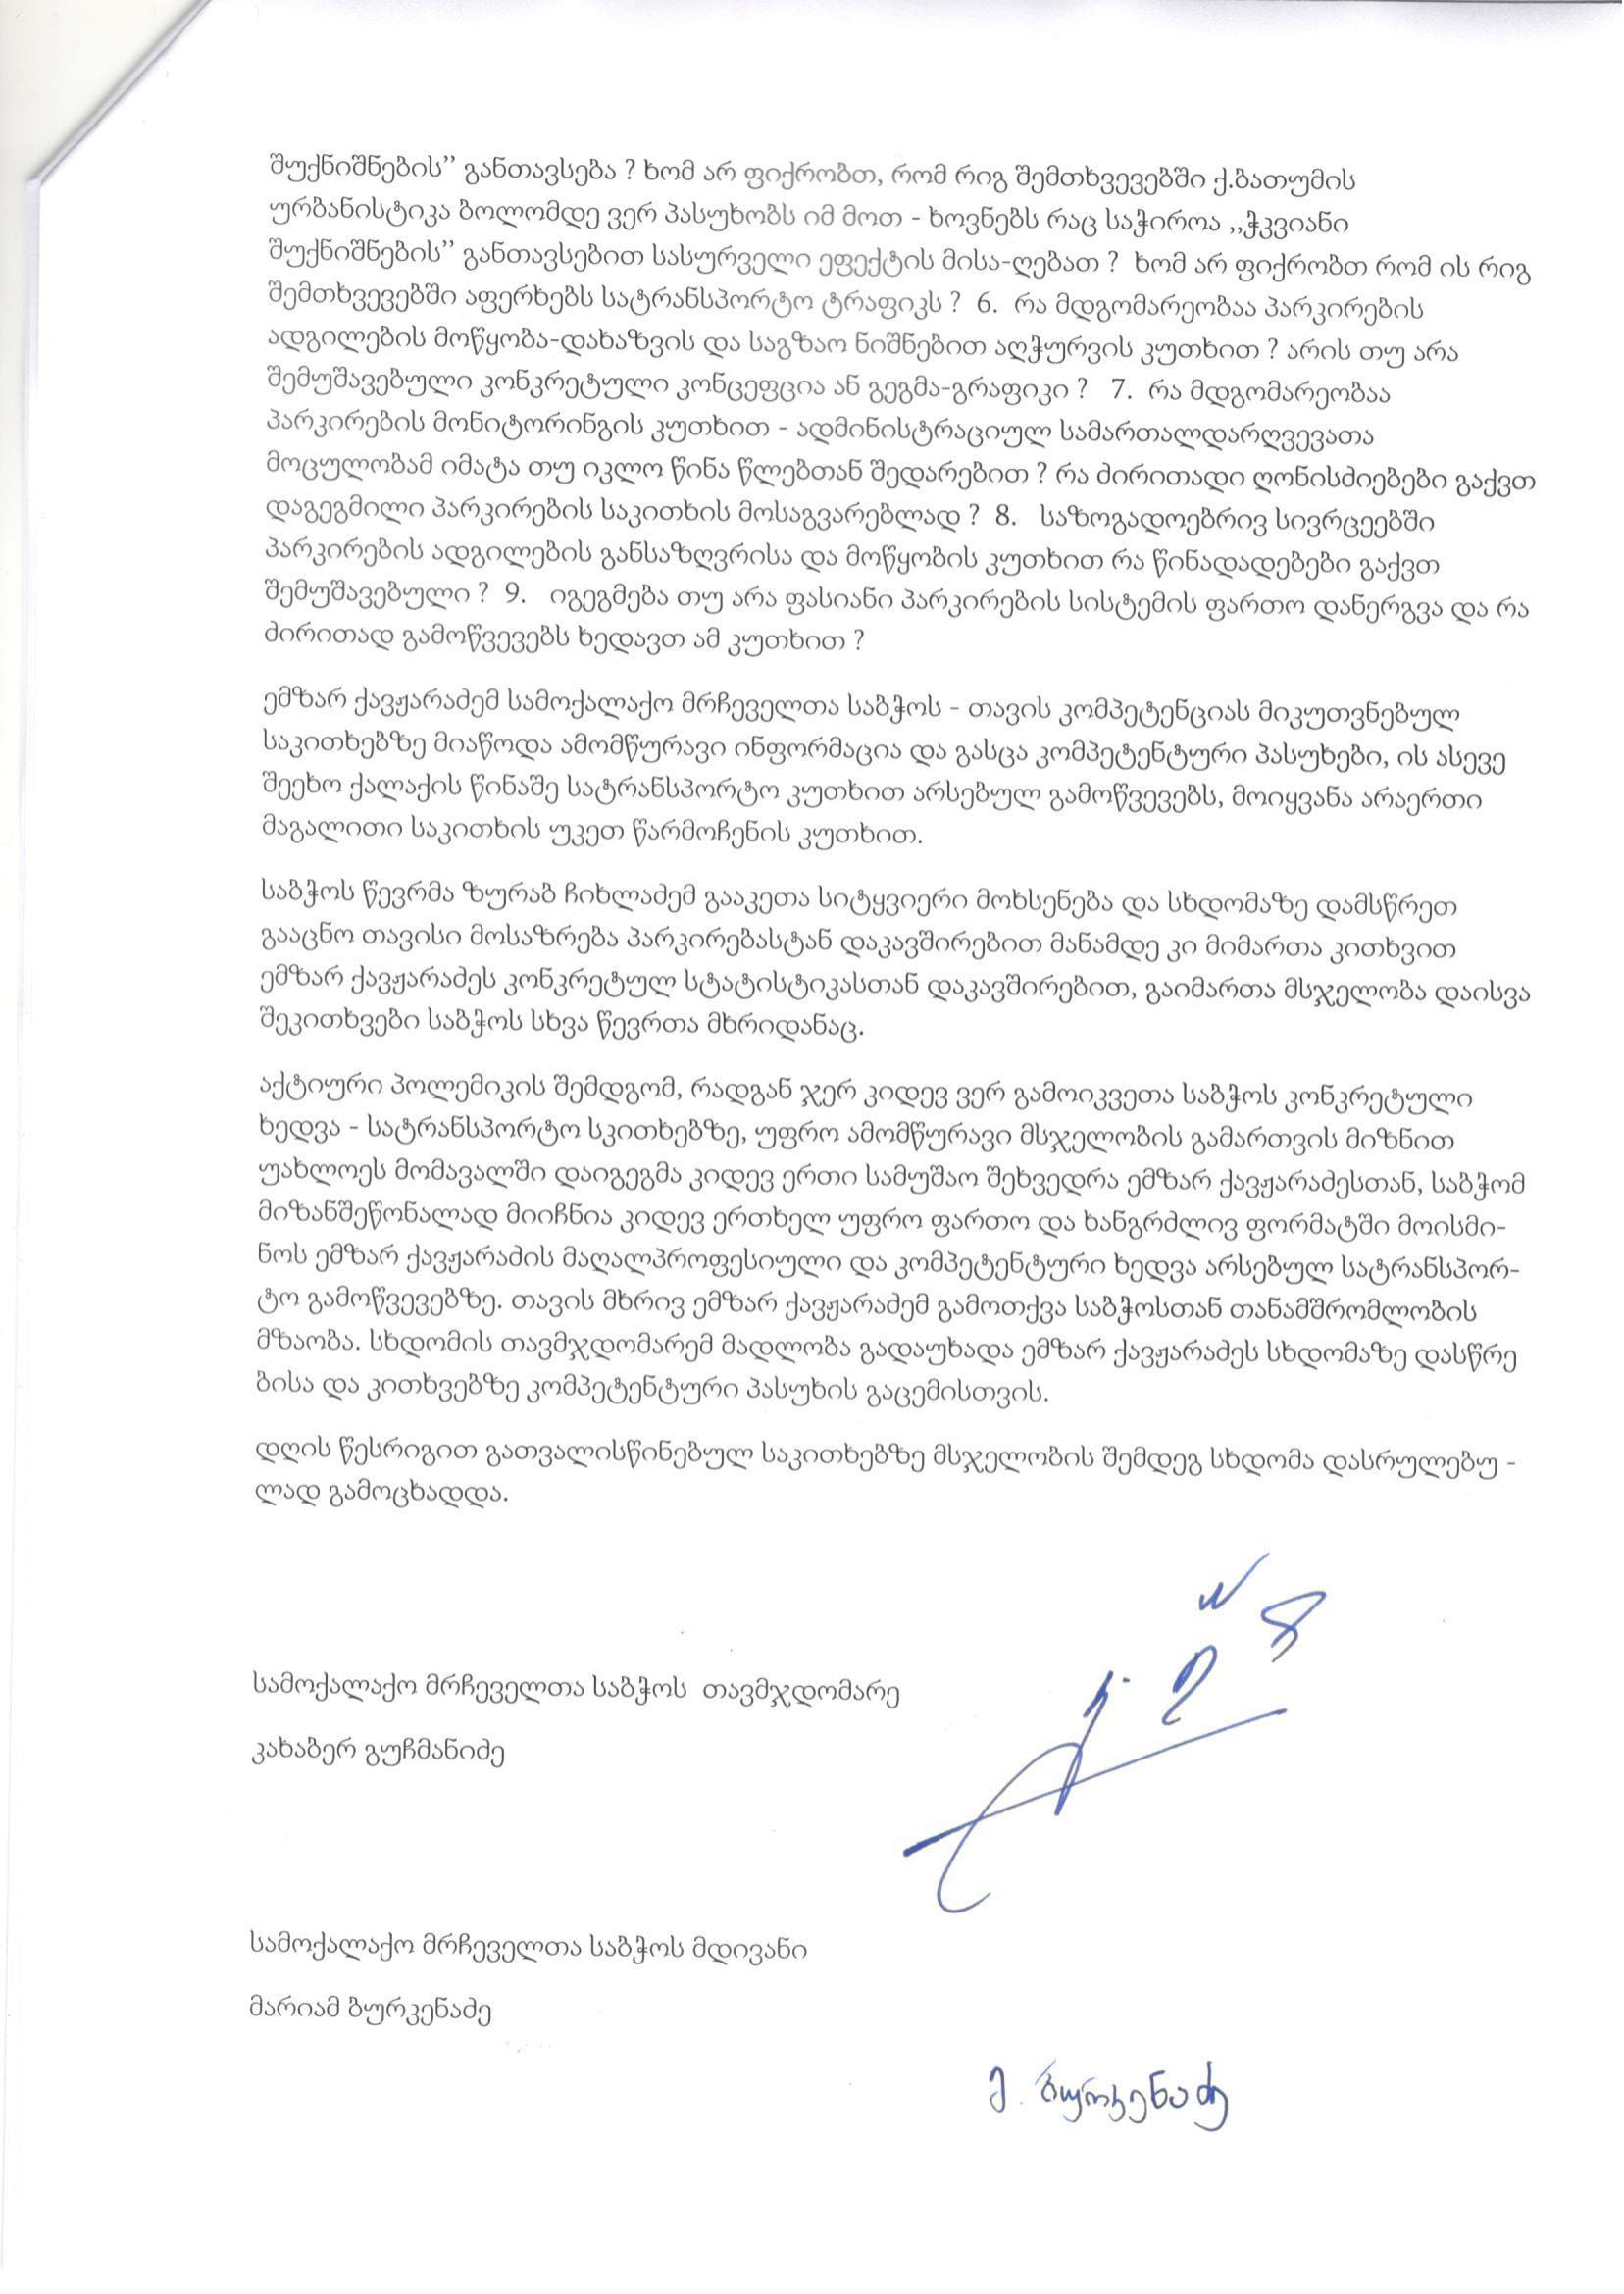 შუქნიშნების’’ განთავსება ? ხომ არ ფიქრობთ, რომ რიგ შემთხვევებში ქ.ბათუმის
ურბანისტიკა ბოლომდე ვერ პასუხობს იმ მოთ - ხოვნებს რაც საჭიროა ,,ჭკვიანი
შუქნიშნების’’ განთავსებით სასურველი ეფექტის მისა-ღებათ ? ხომ არ ფიქრობთ რომ ის რიგ
შემთხვევებში აფერხებს სატრანსპორტო ტრაფიკს ? 6. რა მდგომარეობაა პარკირების
ადგილების მოწყობა-დახაზვის და საგზაო ნიშნებით აღჭურვის კუთხით ? არის თუ არა
შემუშავებული კონკრეტული კონცეფცია ან გეგმა-გრაფიკი ? 7. რა მდგომარეობაა
პარკირების მონიტორინგის კუთხით - ადმინისტრაციულ სამართალდარღვევათა
მოცულობამ იმატა თუ იკლო წინა წლებთან შედარებით ? რა ძირითადი ღონისძიებები გაქვთ
დაგეგმილი პარკირების საკითხის მოსაგვარებლად ? 8. საზოგადოებრივ სივრცეებში
პარკირების ადგილების განსაზღვრისა და მოწყობის კუთხით რა წინადადებები გაქვთ
შემუშავებული ? 9. იგეგმება თუ არა ფასიანი პარკირების სისტემის ფართო დანერგვა და რა
ძირითად გამოწვევებს ხედავთ ამ კუთხით ?
ემზარ ქავჟარაძემ სამოქალაქო მრჩეველთა საბჭოს - თავის კომპეტენციას მიკუთვნებულ
საკითხებზე მიაწოდა ამომწურავი ინფორმაცია და გასცა კომპეტენტური პასუხები, ის ასევე
შეეხო ქალაქის წინაშე სატრანსპორტო კუთხით არსებულ გამოწვევებს, მოიყვანა არაერთი
მაგალითი საკითხის უკეთ წარმოჩენის კუთხით.
საბჭოს წევრმა ზურაბ ჩიხლაძემ გააკეთა სიტყვიერი მოხსენება და სხდომაზე დამსწრეთ
გააცნო თავისი მოსაზრება პარკირებასტან დაკავშირებით მანამდე კი მიმართა კითხვით
ემზარ ქავჟარაძეს კონკრეტულ სტატისტიკასთან დაკავშირებით, გაიმართა მსჯელობა დაისვა
შეკითხვები საბჭოს სხვა წევრთა მხრიდანაც.
აქტიური პოლემიკის შემდგომ, რადგან ჯერ კიდევ ვერ გამოიკვეთა საბჭოს კონკრეტული
ხედვა - სატრანსპორტო სკითხებზე, უფრო ამომწურავი მსჯელობის გამართვის მიზნით
უახლოეს მომავალში დაიგეგმა კიდევ ერთი სამუშაო შეხვედრა ემზარ ქავჟარაძესთან, საბჭომ
მიზანშეწონალად მიიჩნია კიდევ ერთხელ უფრო ფართო და ხანგრძლივ ფორმატში მოისმი-
ნოს ემზარ ქავჟარაძის მაღალპროფესიული და კომპეტენტური ხედვა არსებულ სატრანსპორ-
ტო გამოწვევებზე. თავის მხრივ ემზარ ქავჟარაძემ გამოთქვა საბჭოსთან თანამშრომლობის
მზაობა. სხდომის თავმჯდომარემ მადლობა გადაუხადა ემზარ ქავჟარაძეს სხდომაზე დასწრე
ბისა და კითხვებზე კომპეტენტური პასუხის გაცემისთვის.
დღის წესრიგით გათვალისწინებულ საკითხებზე მსჯელობის შემდეგ სხდომა დასრულებუ -
ლად გამოცხადდა.
სამოქალაქო მრჩეველთა საბჭოს თავმჯდომარე
კახაბერ გუჩმანიძე
სამოქალაქო მრჩეველთა საბჭოს მდივანი
მარიამ ბურკენაძე
მ. ბურკენაძე